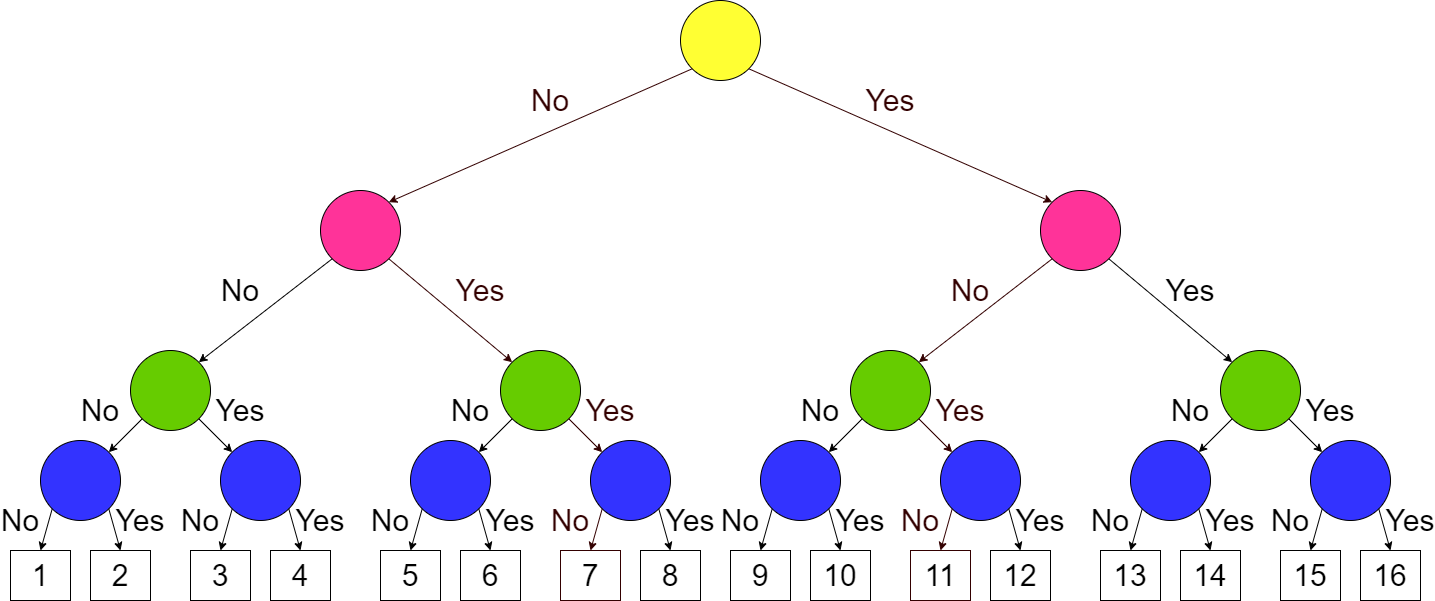 No Yes
No Yes No Yes
No Yes No Yes No Yes No Yes
No Yes No Yes No Yes No Yes No Yes No Yes No Yes No Yes
1 2 3 4 5 6 7 8 9 10 11 12 13 14 15 16